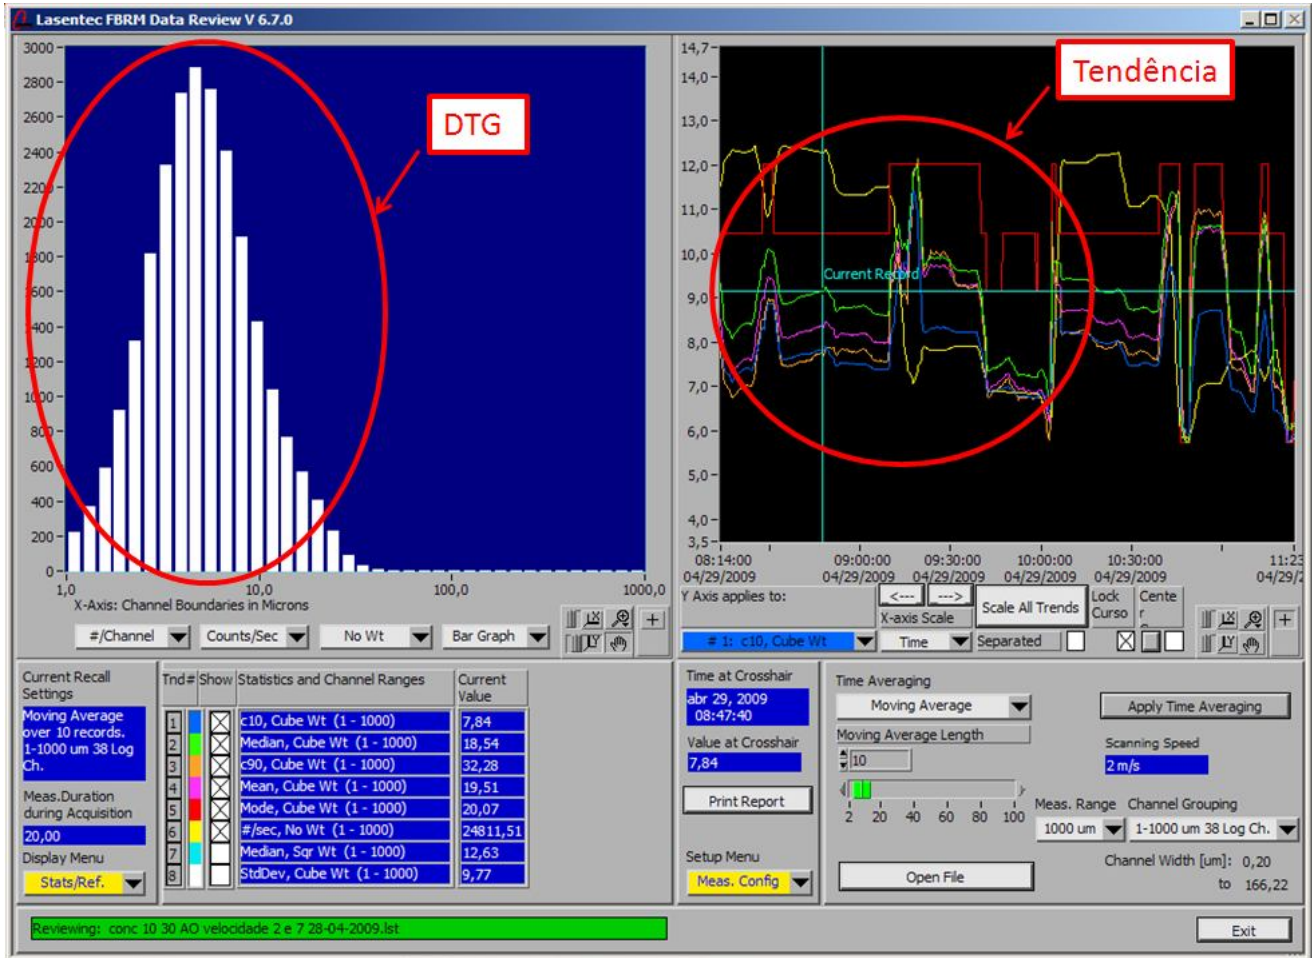 Lasentec FBRM Data Review V 6.7.0
3000
2800
2600
2400
2200
2000
1800
1600
1400
1200
1000
800
600
400
200
0
1,0
10,0
100,0
1000,0
X-Axis: Channel Boundaries in Microns
DTG
#/Channel
Counts/Sec
No Wt
Bar Graph
14,7
14,0
13,0
12,0
11,0
10,0
9,0
8,0
7,0
6,0
5,0
4,0
3,5
Tendência
Current Record
08:14:00 09:00:00 09:30:00 10:00:00 10:30:00 11:23
04/29/2009 04/29/2009 04/29/2009 04/29/2009 04/29/2009 04/29/2
Y Axis applies to:
<--- --->
X-axis Scale
Scale All Trends
Lock
Curso
Cente
r
# 1: c10, Cube Wt
Time
Separated
Current Recall
Settings
Moving Average
over 10 records.
1-1000 um 38 Log
Ch.
Meas.Duration
during Acquisition
20,00
Display Menu
Stats/Ref.
Tnd# Show Statistics and Channel Ranges Current
Value
1 c10, Cube Wt (1 - 1000) 7,84
2 Median, Cube Wt (1 - 1000) 18,54
3 c90, Cube Wt (1 - 1000) 32,28
4 Mean, Cube Wt (1 - 1000) 19,51
5 Mode, Cube Wt (1 - 1000) 20,07
6 #/sec, No Wt (1 - 1000) 24811,51
7 Median, Sqr Wt (1 - 1000) 12,63
8 StdDev, Cube Wt (1 - 1000) 9,77
Time at Crosshair
abr 29, 2009
08:47:40
Value at Crosshair
7,84
Print Report
Setup Menu
Meas. Config
Time Averaging
Moving Average
Apply Time Averaging
Moving Average Length
10
2 20 40 60 80 100
Scanning Speed
2 m/s
Meas. Range Channel Grouping
1000 um 1-1000 um 38 Log Ch.
Channel Width [um]: 0,20
to 166,22
Open File
Reviewing: conc 10 30 AO velocidade 2 e 7 28-04-2009.lst
Exit